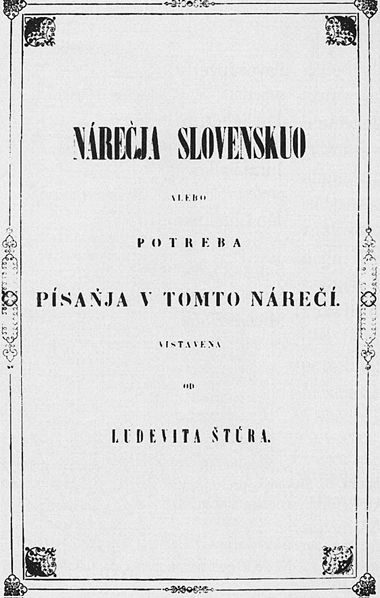 NÁREČJA SLOVENSKUO
ALEBO
POTREBA
PÍSAŇJA V TOMTO NÁREČÍ.
VISTAVENA
OD
LUDEVITA ŠTÚRA.